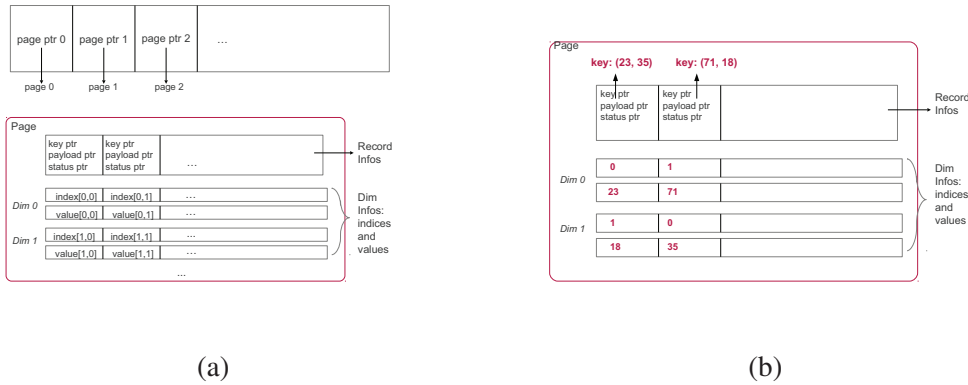 page ptr 0 page ptr 1 page ptr 2 ...
page 0 page 1 page 2
Page
key ptr key ptr
payload ptr payload ptr
status ptr status ptr ...
Record
Infos
Dim 0
index[0,0] index[0,1] ...
value[0,0] value[0,1] ...
Dim 1
index[1,0] index[1,1] ...
value[1,0] value[1,1] ...
...
Dim
Infos:
indices
and
values
(a)
Page
key: (23, 35) key: (71, 18)
key ptr key ptr
payload ptr payload ptr
status ptr status ptr
Record
Infos
Dim 0
0 1
23 71
Dim 1
1 0
18 35
Dim
Infos:
indices
and
values
(b)